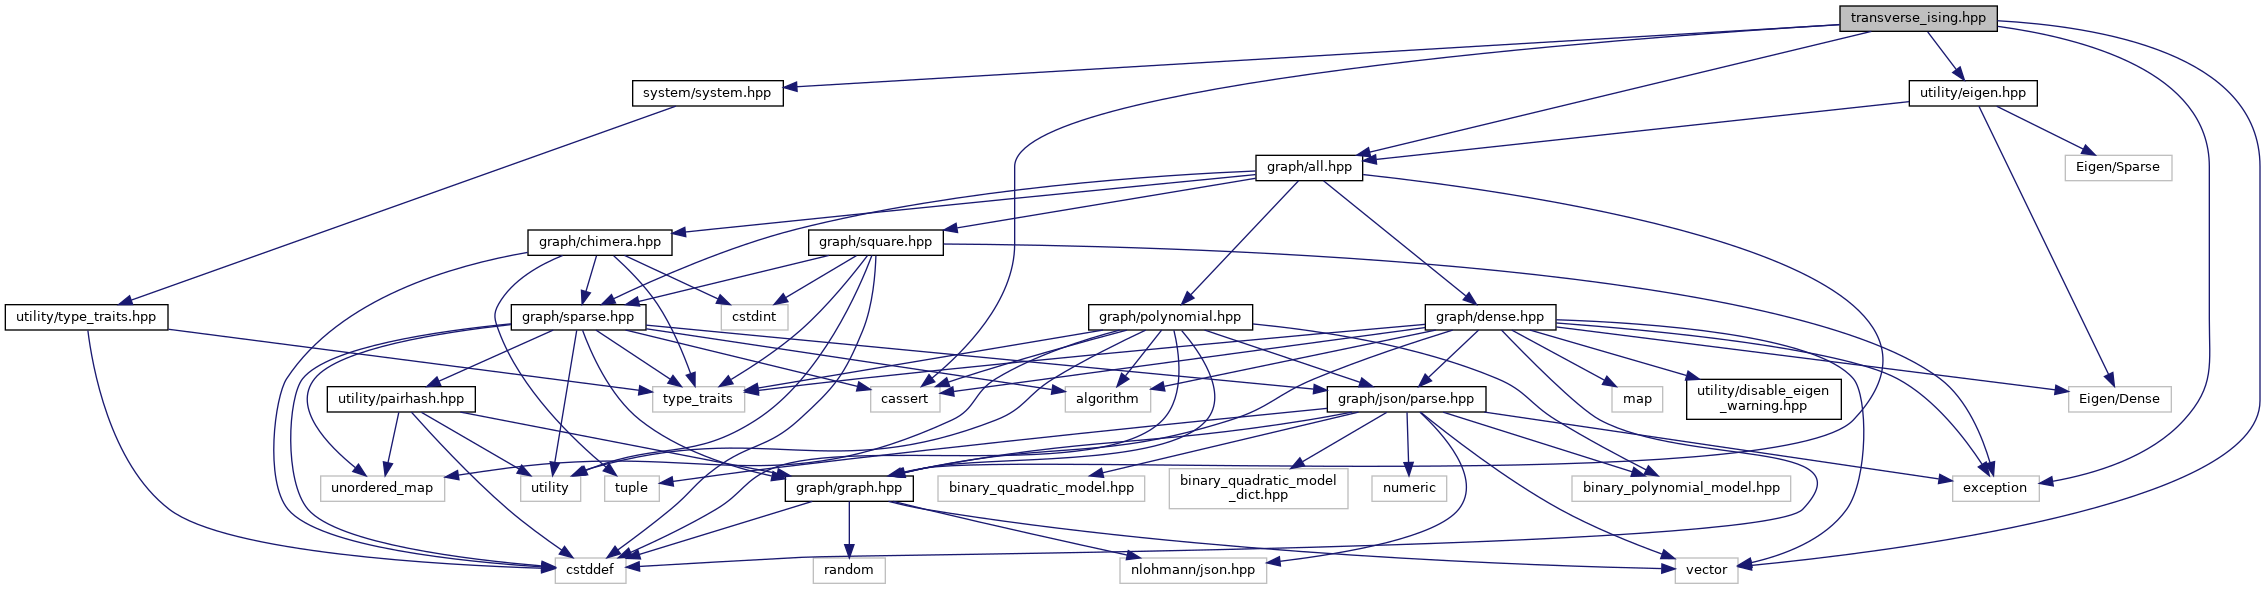 transverse_ising.hpp
system/system.hpp
utility/eigen.hpp
graph/all.hpp
Eigen/Sparse
graph/chimera.hpp
graph/square.hpp
utility/type_traits.hpp
graph/sparse.hpp
cstdint
graph/polynomial.hpp
graph/dense.hpp
utility/pairhash.hpp
type_traits
cassert
algorithm
graph/json/parse.hpp
map
utility/disable_eigen
_warning.hpp
Eigen/Dense
unordered_map
utility
tuple
graph/graph.hpp
binary_quadratic_model.hpp
binary_quadratic_model
_dict.hpp
numeric
binary_polynomial_model.hpp
exception
cstddef
random
nlohmann/json.hpp
vector